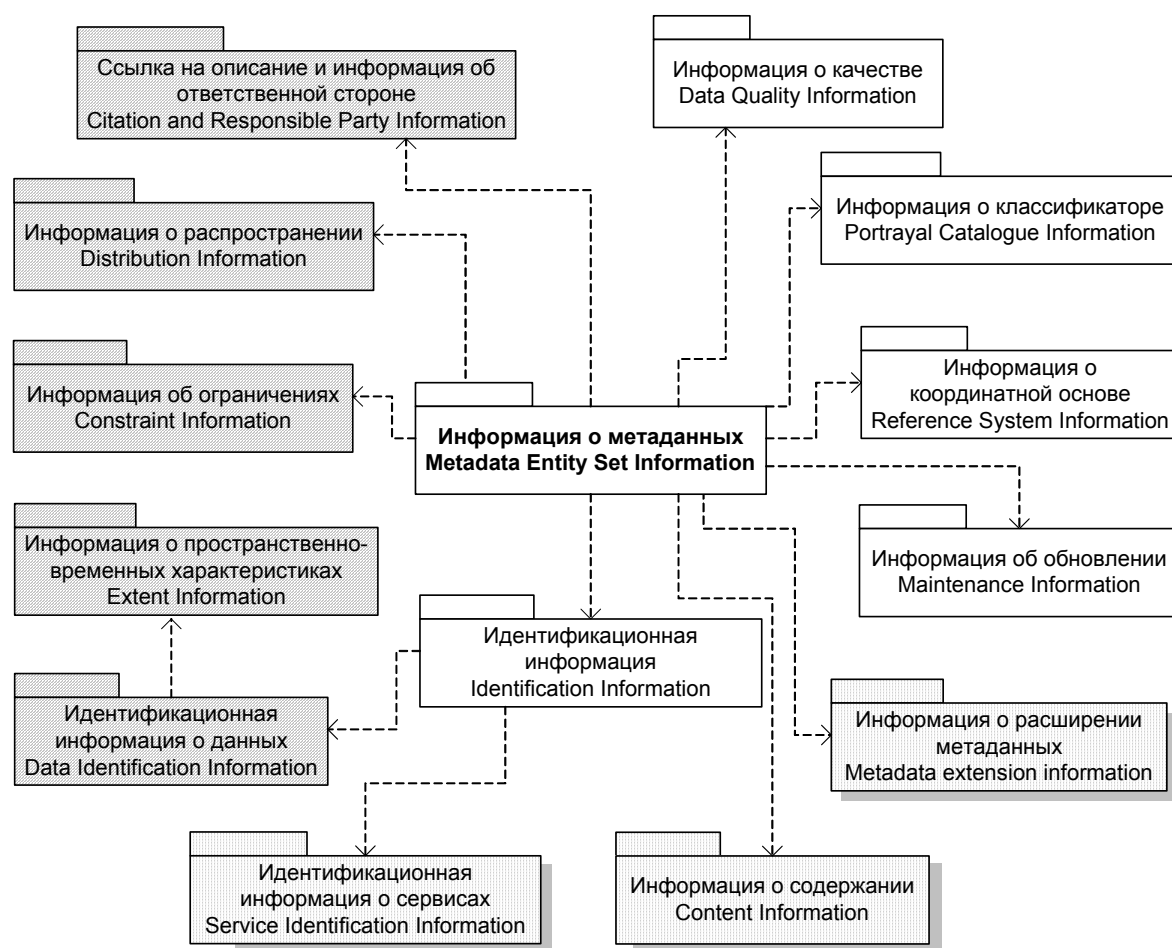 Ссылка на описание и информация об
ответственной стороне
Citation and Responsible Party Information
Информация о качестве
Data Quality Information
Информация о распространении
Distribution Information
Информация о классификаторе
Portrayal Catalogue Information
Информация об ограничениях
Constraint Information
Информация о метаданных
Metadata Entity Set Information
Информация о
координатной основе
Reference System Information
Информация о пространственно-
временных характеристиках
Extent Information
Информация об обновлении
Maintenance Information
Идентификационная
информация
Identification Information
Идентификационная
информация о данных
Data Identification Information
Информация о расширении
метаданных
Metadata extension information
Идентификационная
информация о сервисах
Service Identification Information
Информация о содержании
Content Information